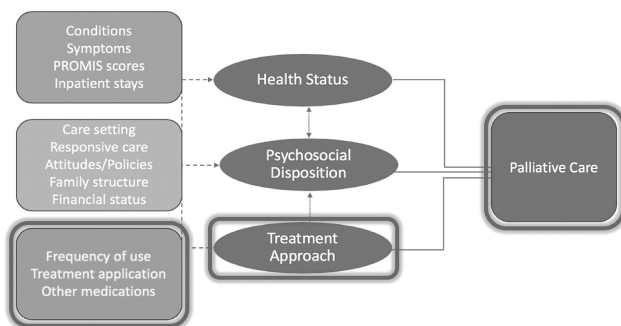 Conditions
Symptoms
PROMIS scores
Inpatient stays
Health Status
Care setting
Responsive care
Attitudes/Policies
Family structure
Financial status
Psychosocial
Disposition
Palliative Care
Frequency of use
Treatment application
Other medications
Treatment
Approach